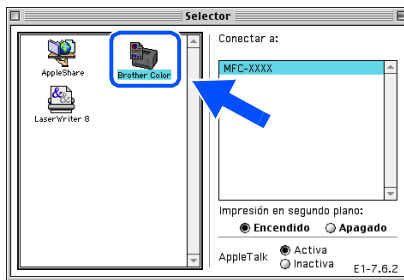 Selector
AppleShare
Brother Color
LaserWriter 8
Conectar a:
MFC-XXXX
Impresión en segundo plano:
Encendido Apagado
AppleTalk
Activa
Inactiva
E1-7.6.2